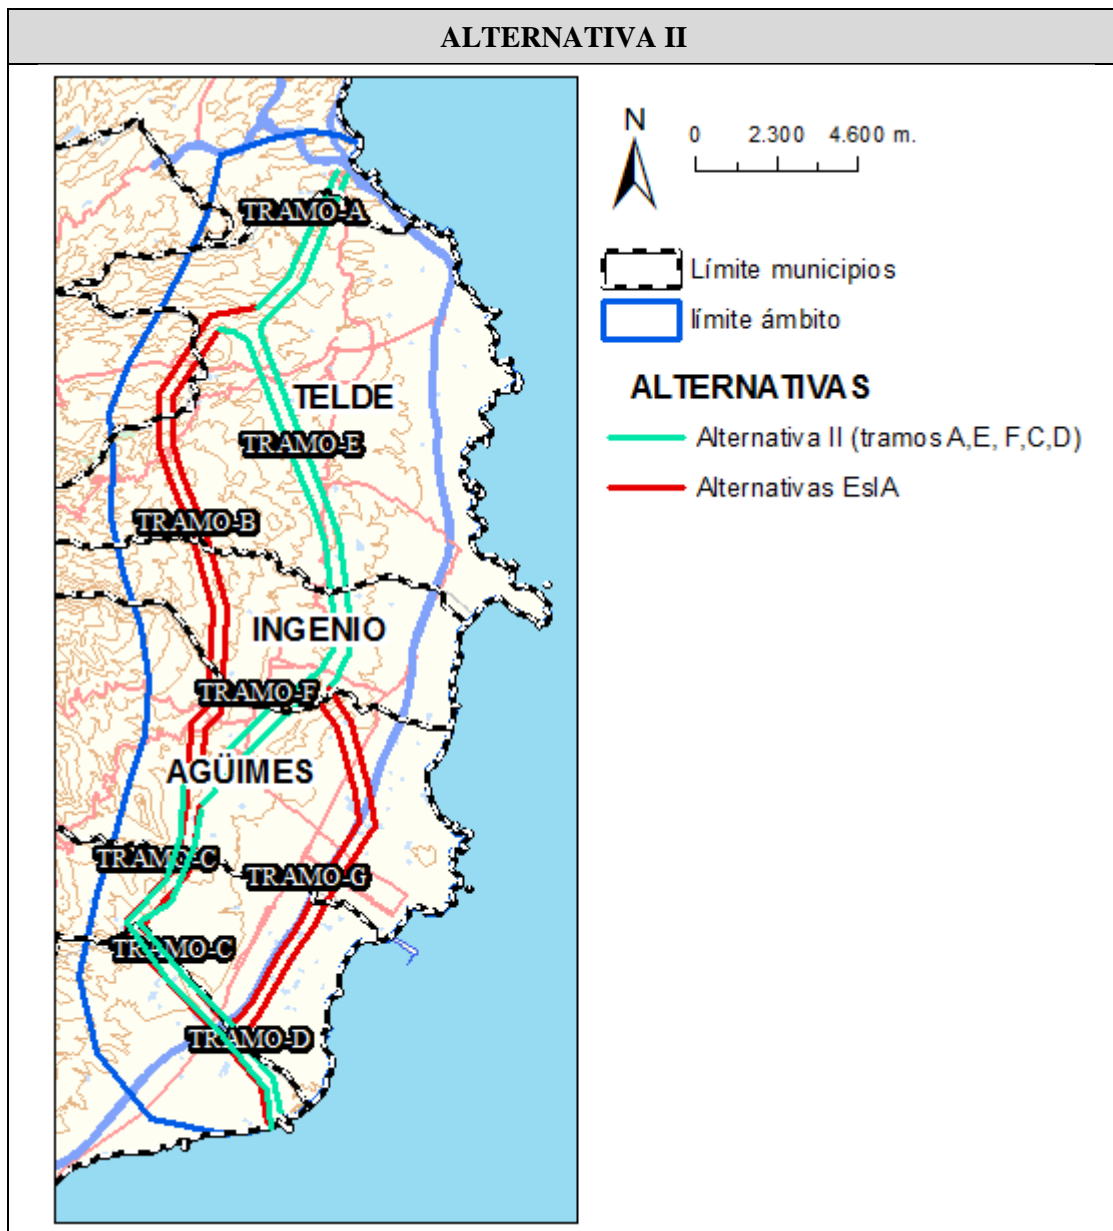 ALTERNATIVA II
N
0 2.300 4.600 m.
Límite municipios
límite ámbito
ALTERNATIVAS
Alternativa II (tramos A,E, F,C,D)
Alternativas EsIA
TRAMO-A
TELDE
TRAMO-E
TRAMO-B
INGENIO
TRAMO-F
AGÜIMES
TRAMO-C
TRAMO-G
TRAMO-C
TRAMO-D